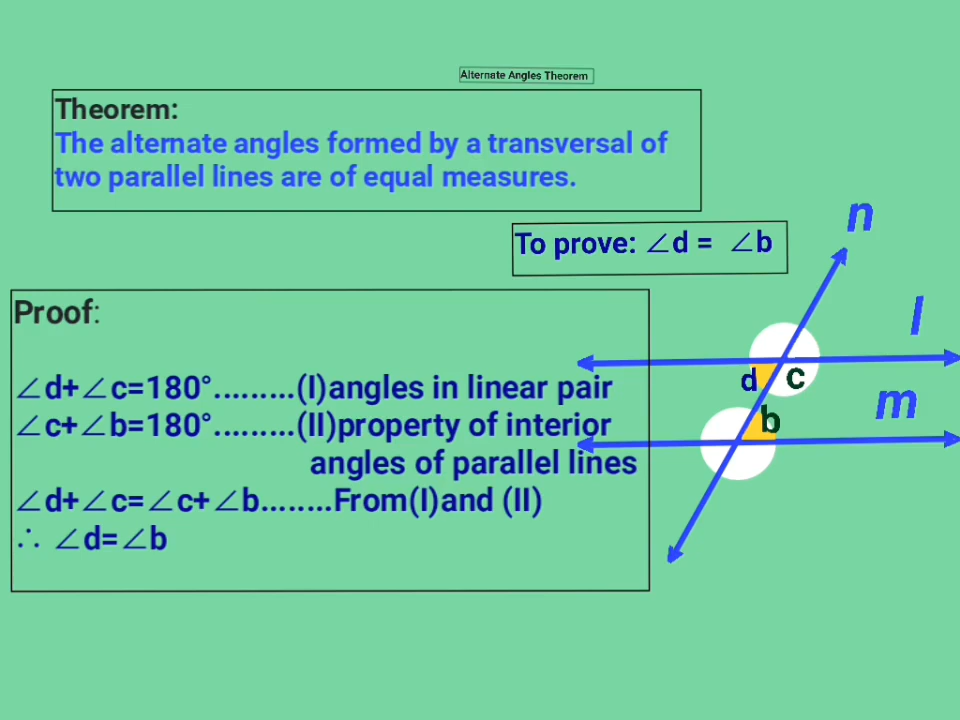 Alternate Angles Theorem
Theorem:
The alternate angles formed by a transversal of
two parallel lines are of equal measures.
To prove: ∠d = ∠b
n
l
m
d
c
b
Proof:
∠d+∠c=180°.........(I)angles in linear pair
∠c+∠b=180°.........(II)property of interior
angles of parallel lines
∠d+∠c=∠c+∠b........From(I)and (II)
∴ ∠d=∠b